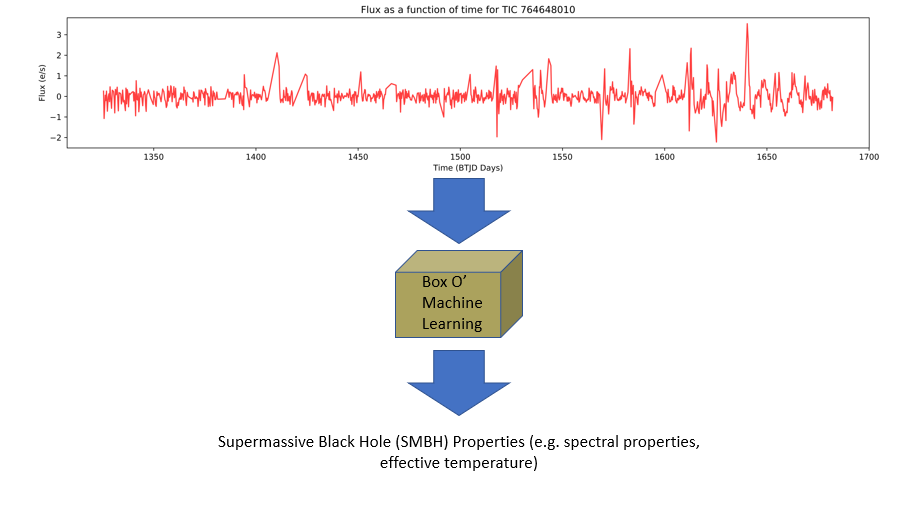 Flux as a function of time for TIC 764648010
Flux (e/s)
3
2
1
0
−1
−2
1350 1400 1450 1500 1550 1600 1650 1700
Time (BTJD Days)
Box O’
Machine
Learning
Supermassive Black Hole (SMBH) Properties (e.g. spectral properties,
effective temperature)